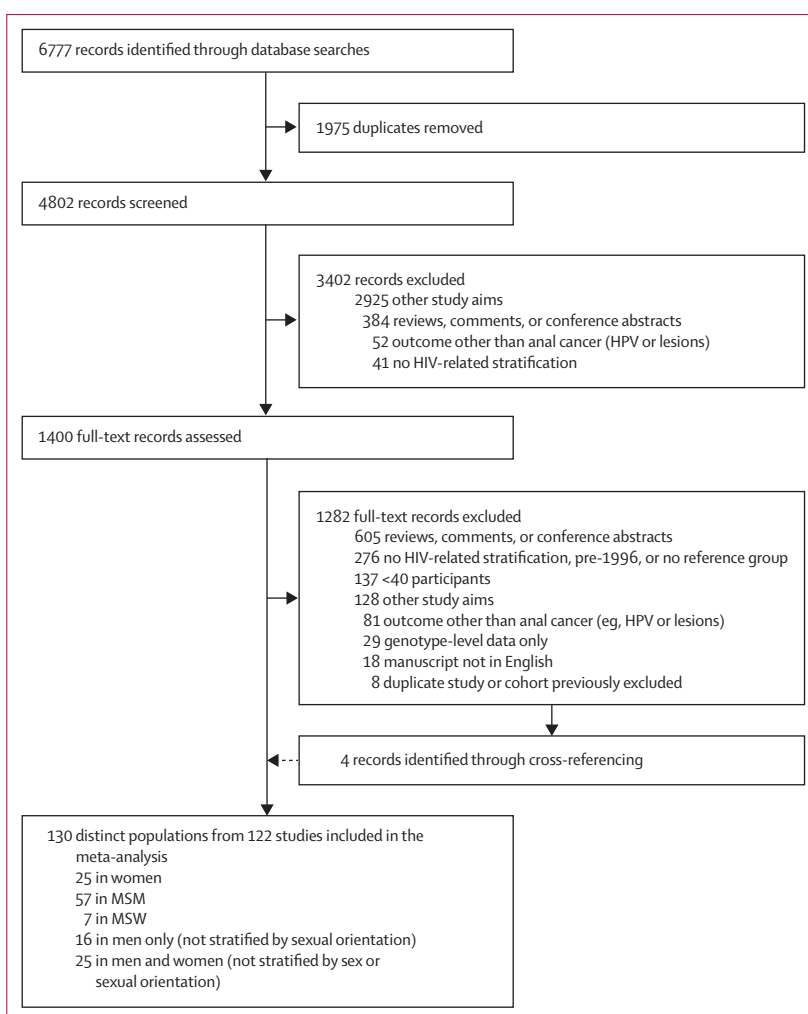 6777 records identified through database searches
1975 duplicates removed
4802 records screened
3402 records excluded
2925 other study aims
384 reviews, comments, or conference abstracts
52 outcome other than anal cancer (HPV or lesions)
41 no HIV-related stratification
1400 full-text records assessed
1282 full-text records excluded
605 reviews, comments, or conference abstracts
276 no HIV-related stratification, pre-1996, or no reference group
137 <40 participants
128 other study aims
81 outcome other than anal cancer (eg, HPV or lesions)
29 genotype-level data only
18 manuscript not in English
8 duplicate study or cohort previously excluded
4 records identified through cross-referencing
130 distinct populations from 122 studies included in the
meta-analysis
25 in women
57 in MSM
7 in MSW
16 in men only (not stratified by sexual orientation)
25 in men and women (not stratified by sex or
sexual orientation)